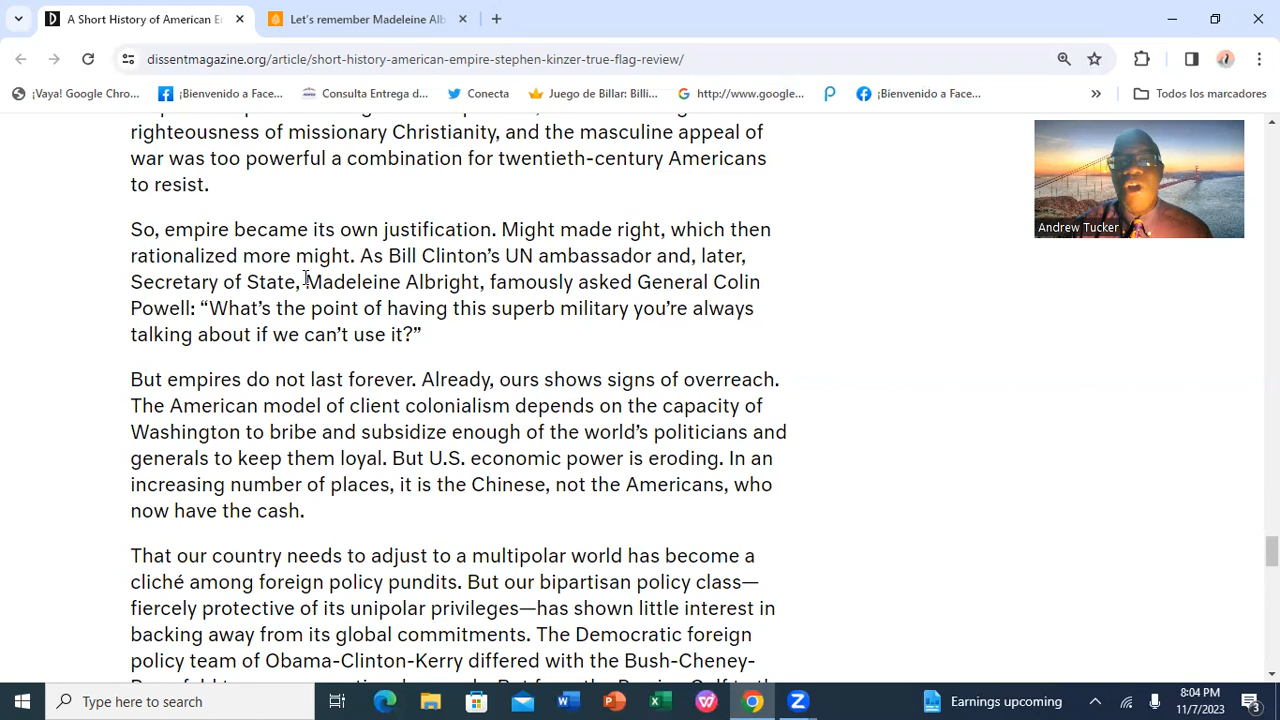 A Short History of American E
Let's remember Madeleine Alb
dissentmagazine.org/article/short-history-american-empire-stephen-kinzer-true-flag-review/
¡Vaya! Google Chro...
¡Bienvenido a Face...
Consulta Entrega d...
Conecta
Juego de Billar: Billi...
http://www.google...
¡Bienvenido a Face...
Todos los marcadores
righteousness of missionary Christianity, and the masculine appeal of
war was too powerful a combination for twentieth-century Americans
to resist.
Andrew Tucker
So, empire became its own justification. Might made right, which then
rationalized more might. As Bill Clinton's UN ambassador and, later,
Secretary of State, Madeleine Albright, famously asked General Colin
Powell: “What's the point of having this superb military you're always
talking about if we can't use it?”
But empires do not last forever. Already, ours shows signs of overreach.
The American model of client colonialism depends on the capacity of
Washington to bribe and subsidize enough of the world's politicians and
generals to keep them loyal. But U.S. economic power is eroding. In an
increasing number of places, it is the Chinese, not the Americans, who
now have the cash.
That our country needs to adjust to a multipolar world has become a
cliché among foreign policy pundits. But our bipartisan policy class—
fiercely protective of its unipolar privileges—has shown little interest in
backing away from its global commitments. The Democratic foreign
policy team of Obama-Clinton-Kerry differed with the Bush-Cheney-
Type here to search
Earnings upcoming
8:04 PM
11/7/2023
3